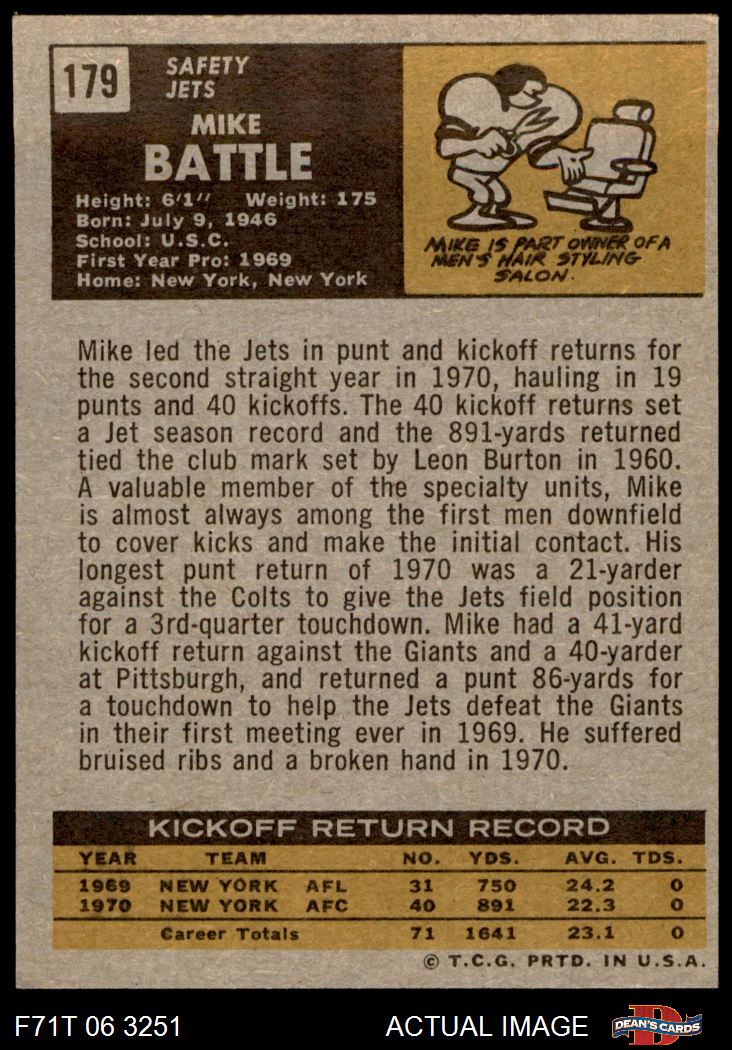 179
SAFETY
JETS
MIKE
BATTLE
Height: 6'1" Weight: 175
Born: July 9, 1946
School: U.S.C.
First Year Pro: 1969
Home: New York, New York
MIKE IS PART OWNER OF A
MEN'S HAIR STYLING
SALON.
Mike led the Jets in punt and kickoff returns for
the second straight year in 1970, hauling in 19
punts and 40 kickoffs. The 40 kickoff returns set
a Jet season record and the 891-yards returned
tied the club mark set by Leon Burton in 1960.
A valuable member of the specialty units, Mike
is almost always among the first men downfield
to cover kicks and make the initial contact. His
longest punt return of 1970 was a 21-yarder
against the Colts to give the Jets field position
for a 3rd-quarter touchdown. Mike had a 41-yard
kickoff return against the Giants and a 40-yarder
at Pittsburgh, and returned a punt 86-yards for
a touchdown to help the Jets defeat the Giants
in their first meeting ever in 1969. He suffered
bruised ribs and a broken hand in 1970.
KICKOFF RETURN RECORD
YEAR TEAM NO. YDS. AVG. TDS.
1969 NEW YORK AFL 31 750 24.2 0
1970 NEW YORK AFC 40 891 22.3 0
Career Totals 71 1641 23.1 0
© T.C.G. PRTD. IN U.S.A.
F71T 06 3251 ACTUAL IMAGE D DEAN'S CARDS